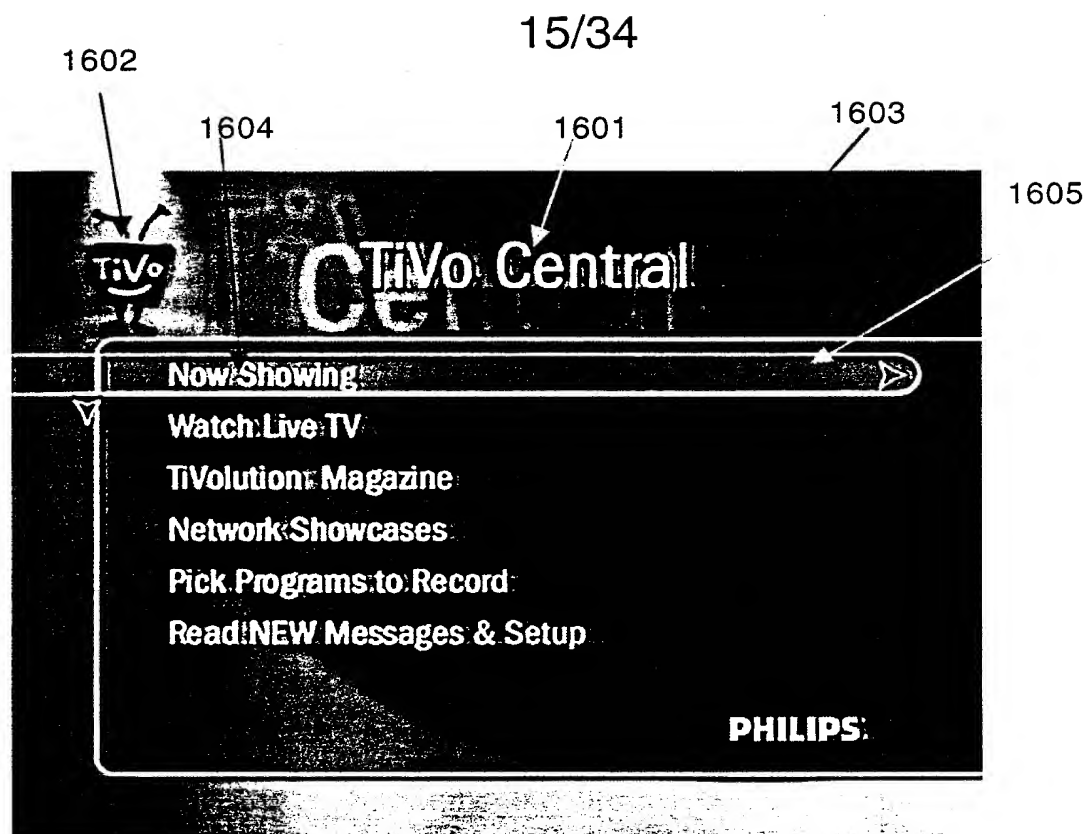 15/34
1602
1604 1601 1603
1605
TiVo
TiVo Central
Now Showing
Watch Live TV
TiVolution Magazine
Network Showcases
Pick Programs to Record
Read NEW Messages & Setup
PHILIPS